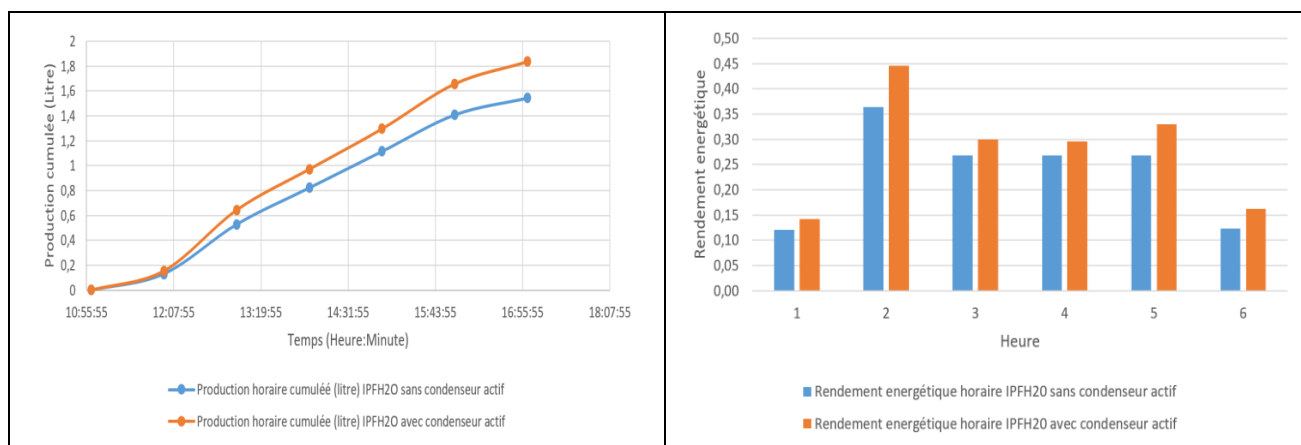 Production cumulée (Litre)
2
1,8
1,6
1,4
1,2
1
0,8
0,6
0,4
0,2
0
10:55:55 12:07:55 13:19:55 14:31:55 15:43:55 16:55:55 18:07:55
Temps (Heure:Minute)
Production horaire cumuléé (litre) IPFH2O sans condenseur actif
Production horaire cumulée (litre) IPFH2O avec condenseur actif
Rendement energétique
0,50
0,45
0,40
0,35
0,30
0,25
0,20
0,15
0,10
0,05
0,00
1 2 3 4 5 6
Heure
Rendement energétique horaire IPFH20 sans condenseur actif
Rendement energétique horaire IPFH20 avec condenseur actif